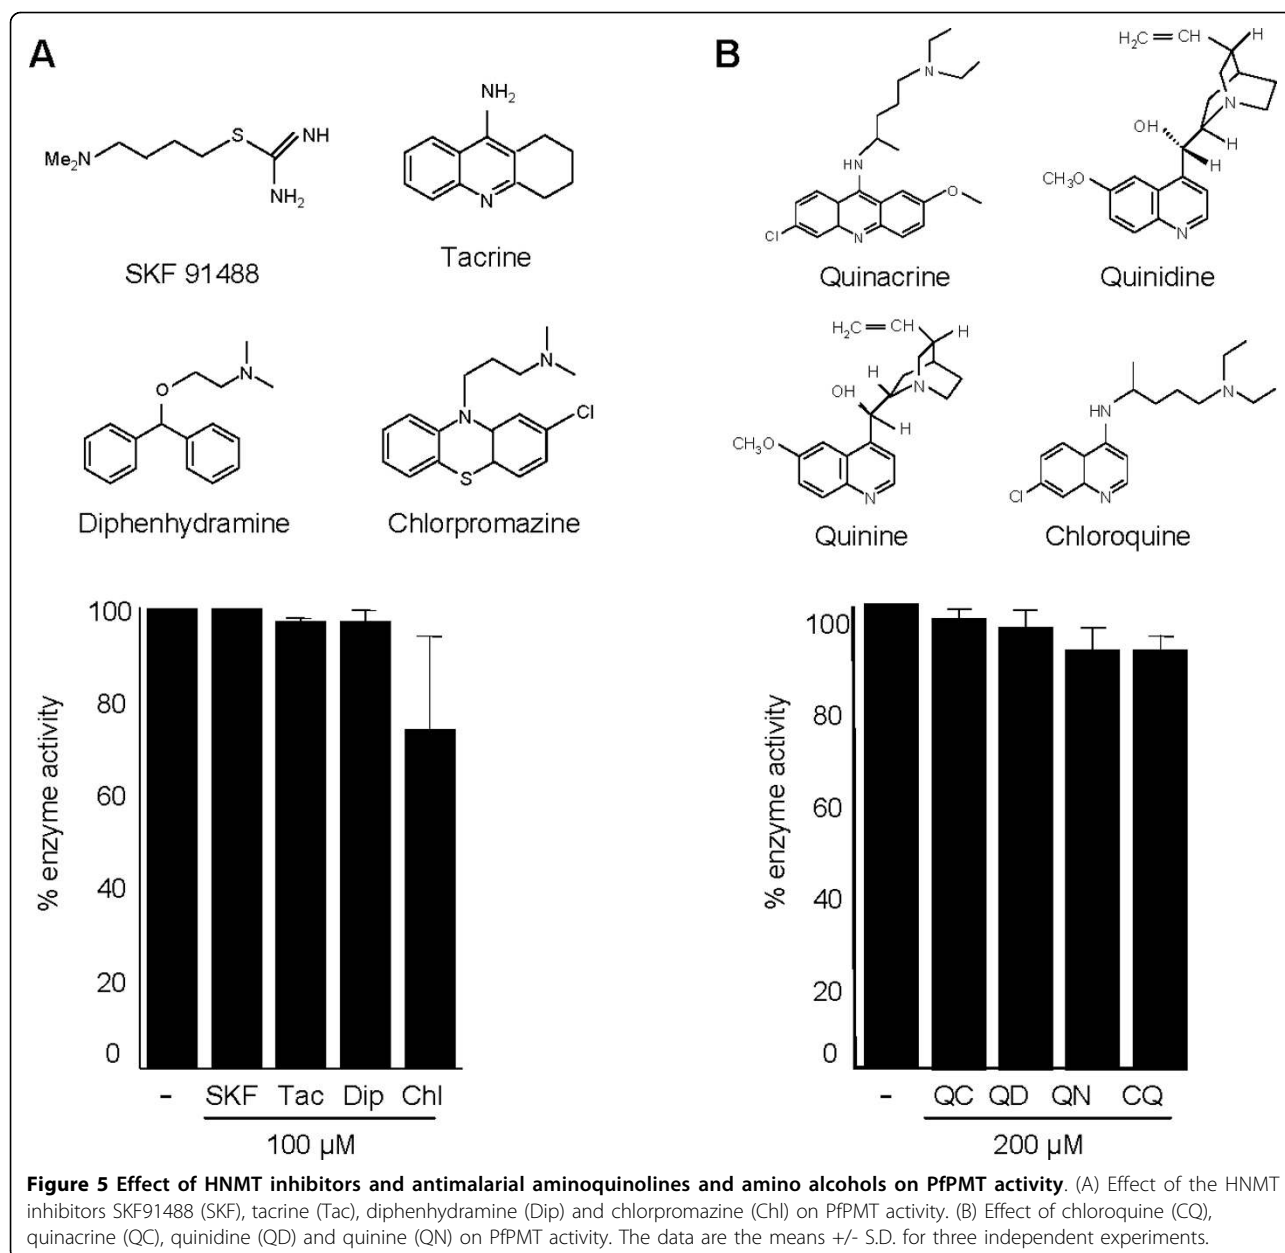 A
Me2N
S
NH
NH2
SKF 91488
NH2
N
Tacrine
O
N
Diphenhydramine
N
N
S
Cl
Chlorpromazine
% enzyme activity
100
80
60
40
20
0
- SKF Tac Dip Chl
100 µM
B
N
HN
O
Cl
N
Quinacrine
H2C=CH
H
N
OH
H
H
CH3O
N
Quinidine
H2C=CH
H
H
N
OH
H
CH3O
N
Quinine
N
HN
Cl
N
Chloroquine
% enzyme activity
100
80
60
40
20
0
- QC QD QN CQ
200 µM
Figure 5 Effect of HNMT inhibitors and antimalarial aminoquinolines and amino alcohols on PfPMT activity. (A) Effect of the HNMT
inhibitors SKF91488 (SKF), tacrine (Tac), diphenhydramine (Dip) and chlorpromazine (Chl) on PfPMT activity. (B) Effect of chloroquine (CQ),
quinacrine (QC), quinidine (QD) and quinine (QN) on PfPMT activity. The data are the means +/- S.D. for three independent experiments.